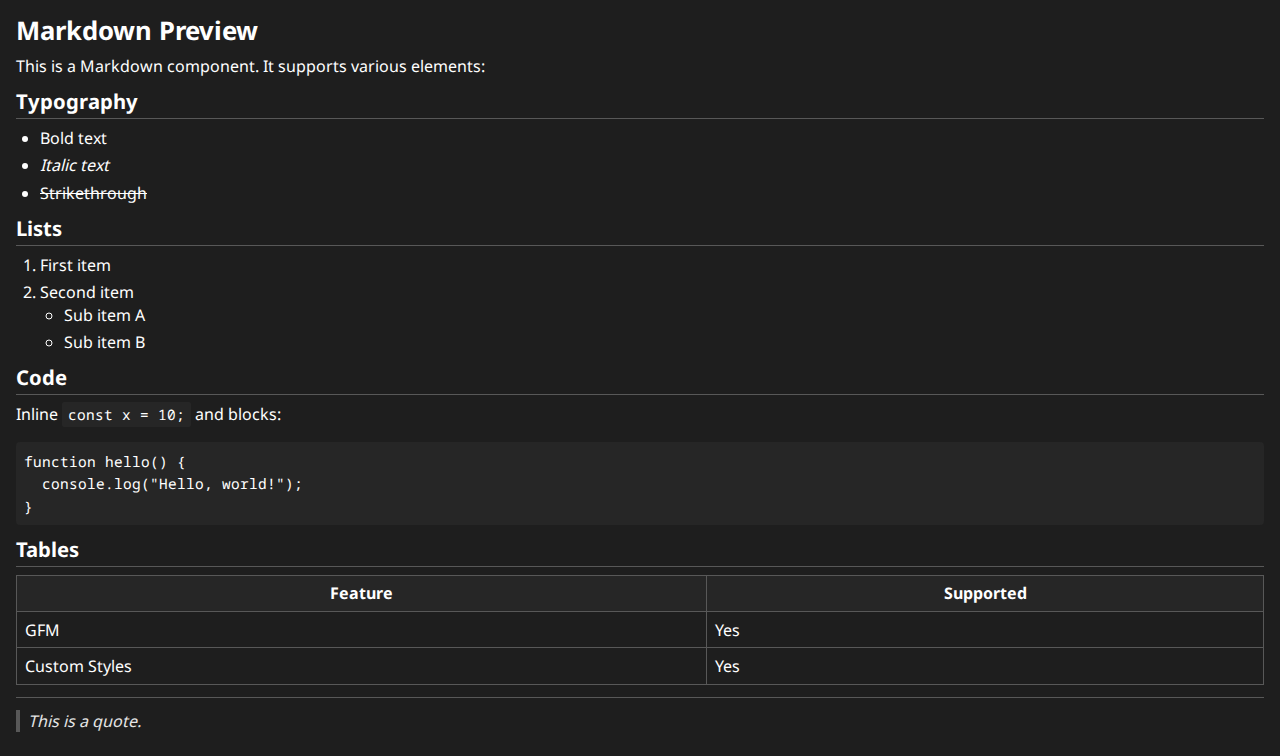 Markdown Preview
This is a Markdown component. It supports various elements:
Typography
Bold text
Italic text
Strikethrough
Lists
1. First item
2. Second item
Sub item A
Sub item B
Code
Inline const x = 10; and blocks:
function hello() {
  console.log("Hello, world!");
}
Tables
Feature Supported
GFM Yes
Custom Styles Yes
This is a quote.